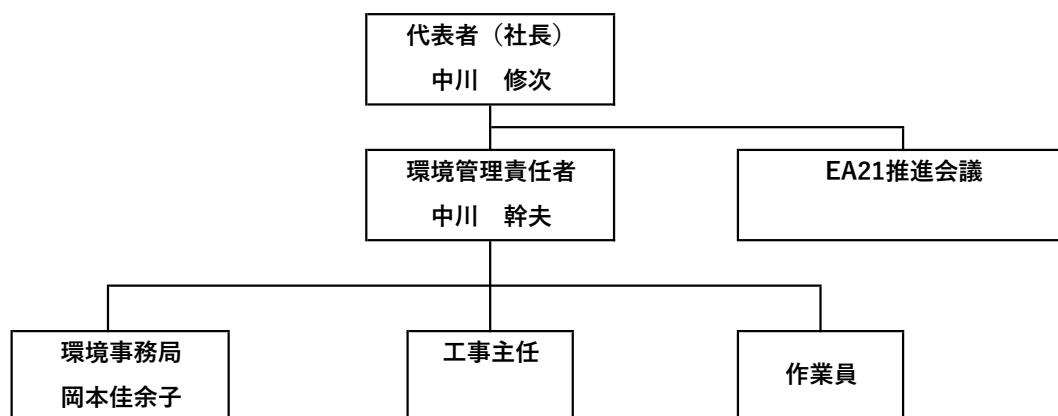 代表者（社長）
中川　修次
環境管理責任者
中川　幹夫
EA21推進会議
環境事務局
岡本佳余子
工事主任
作業員